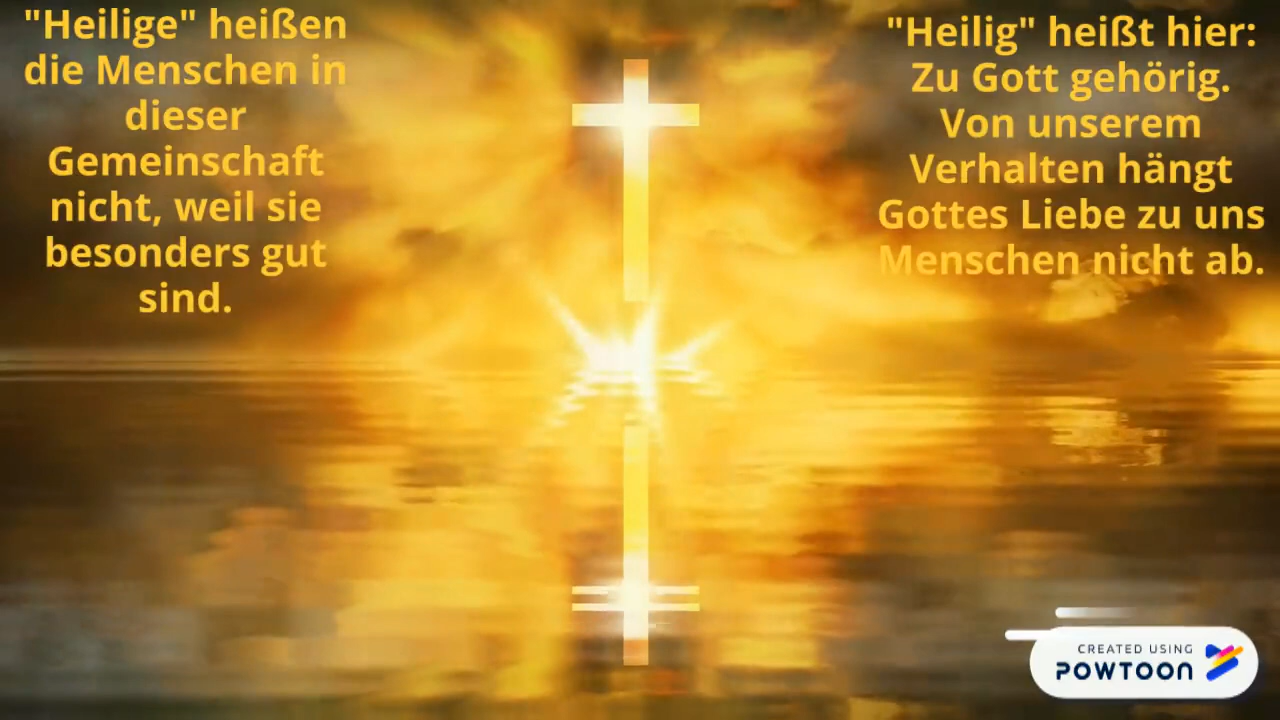 "Heilige" heißen
die Menschen in
dieser
Gemeinschaft
nicht, weil sie
besonders gut
sind.
"Heilig" heißt hier:
Zu Gott gehörig.
Von unserem
Verhalten hängt
Gottes Liebe zu uns
Menschen nicht ab.
CREATED USING
POWTOON